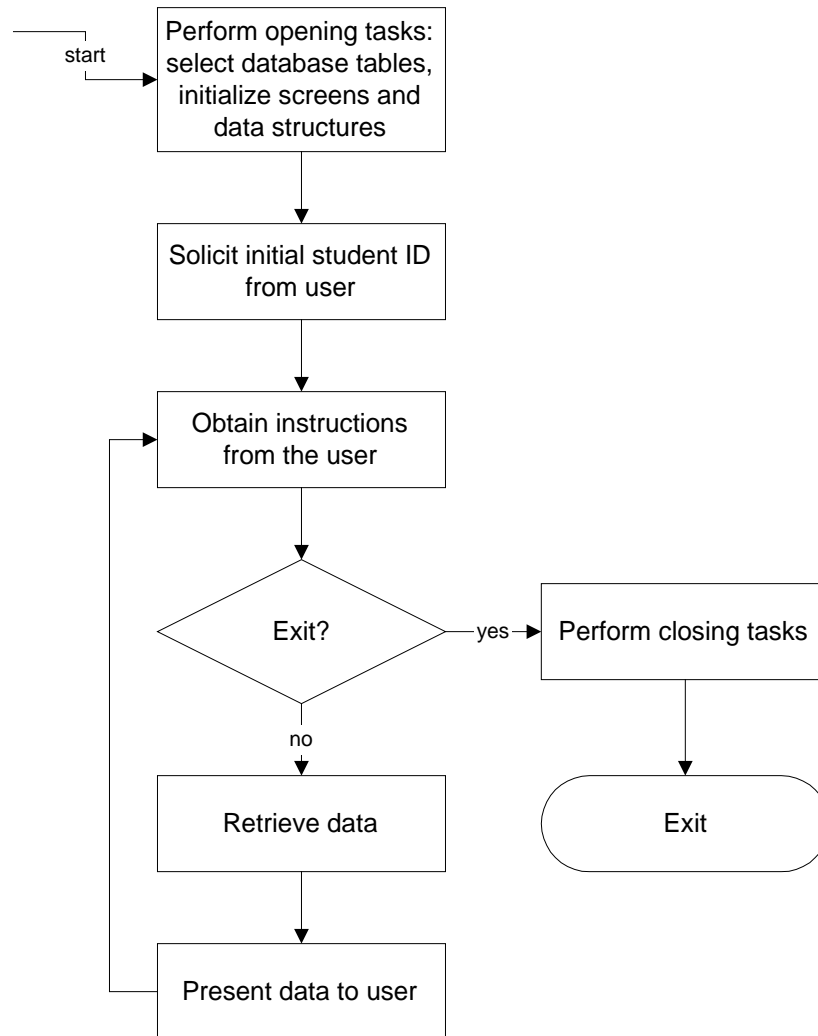 Perform opening tasks:
start
select database tables,
initialize screens and
data structures
Solicit initial student ID
from user
Obtain instructions
from the user
Exit?
yes
Perform closing tasks
no
Retrieve data
Exit
Present data to user